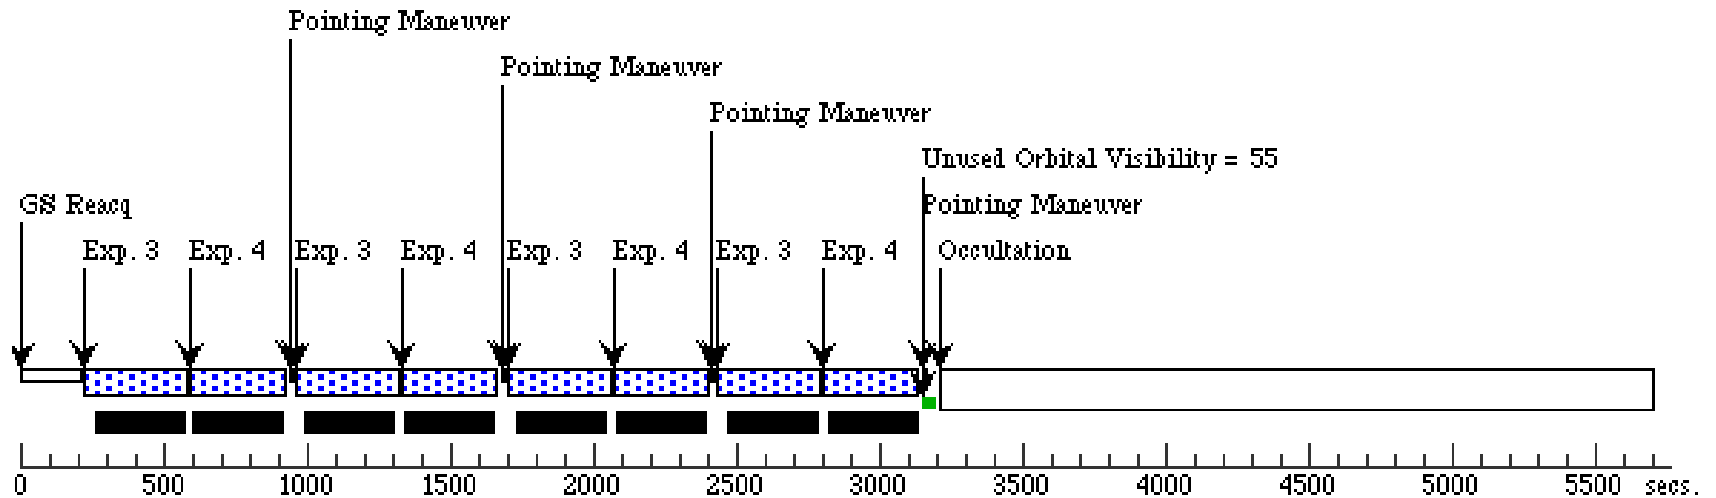 Pointing Maneuver
Pointing Maneuver
Pointing Maneuver
Unused Orbital Visibility = 55
GS Reacq
Pointing Maneuver
Exp. 3 Exp. 4 Exp. 3 Exp. 4 Exp. 3 Exp. 4 Exp. 3 Exp. 4 Occultation
0 500 1000 1500 2000 2500 3000 3500 4000 4500 5000 5500 secs.